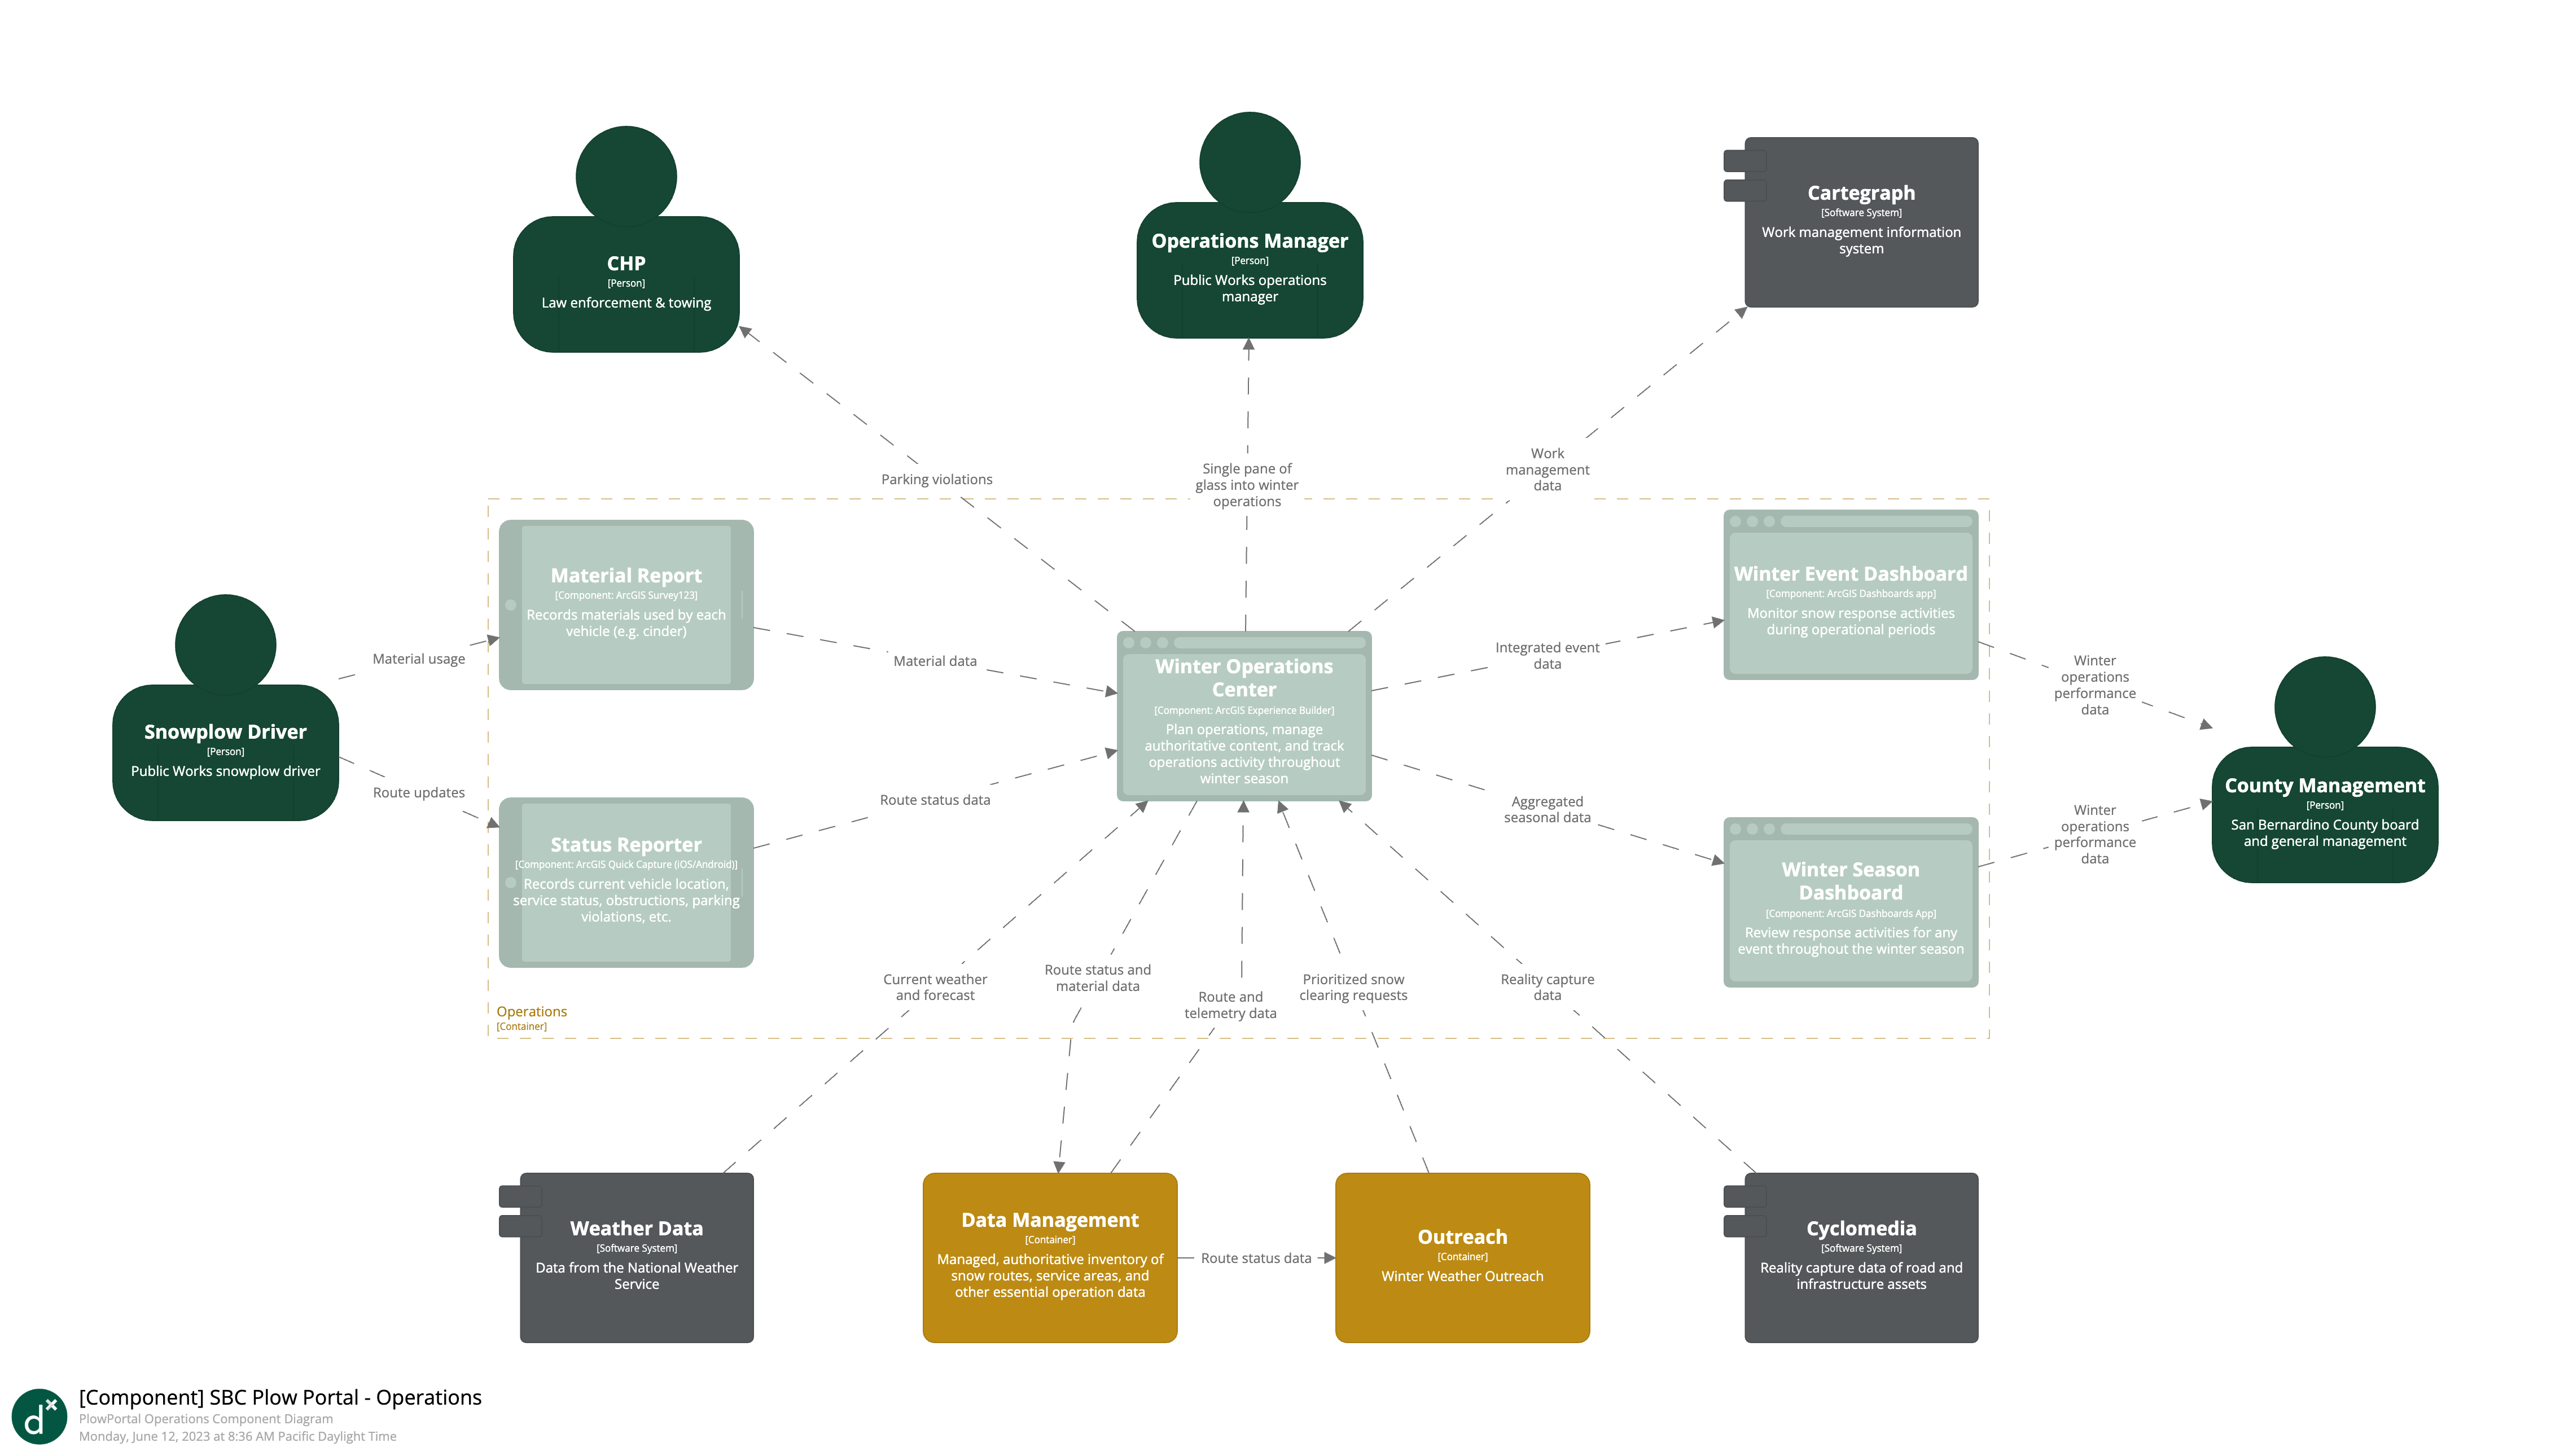 CHP
[Person]
Law enforcement & towing
Operations Manager
[Person]
Public Works operations
manager
Cartegraph
[Software System]
Work management information
system
Parking violations
Single pane of
glass into winter
operations
Work
management
data
Material Report
[Component: ArcGIS Survey123]
Records materials used by each
vehicle (e.g. cinder)
Winter Event Dashboard
[Component: ArcGIS Dashboards app]
Monitor snow response activities
during operational periods
Snowplow Driver
[Person]
Public Works snowplow driver
Material usage
Route updates
Material data
Route status data
Winter Operations
Center
[Component: ArcGIS Experience Builder]
Plan operations, manage
authoritative content, and track
operations activity throughout
winter season
Integrated event
data
Aggregated
seasonal data
Winter
operations
performance
data
Winter
operations
performance
data
County Management
[Person]
San Bernardino County board
and general management
Status Reporter
[Component: ArcGIS Quick Capture (iOS/Android)]
Records current vehicle location,
service status, obstructions, parking
violations, etc.
Winter Season
Dashboard
[Component: ArcGIS Dashboards App]
Review response activities for any
event throughout the winter season
Operations
[Container]
Current weather
and forecast
Route status and
material data
Route and
telemetry data
Prioritized snow
clearing requests
Reality capture
data
Weather Data
[Software System]
Data from the National Weather
Service
Data Management
[Container]
Managed, authoritative inventory of
snow routes, service areas, and
other essential operation data
Route status data
Outreach
[Container]
Winter Weather Outreach
Cyclomedia
[Software System]
Reality capture data of road and
infrastructure assets
dx
[Component] SBC Plow Portal - Operations
PlowPortal Operations Component Diagram
Monday, June 12, 2023 at 8:36 AM Pacific Daylight Time